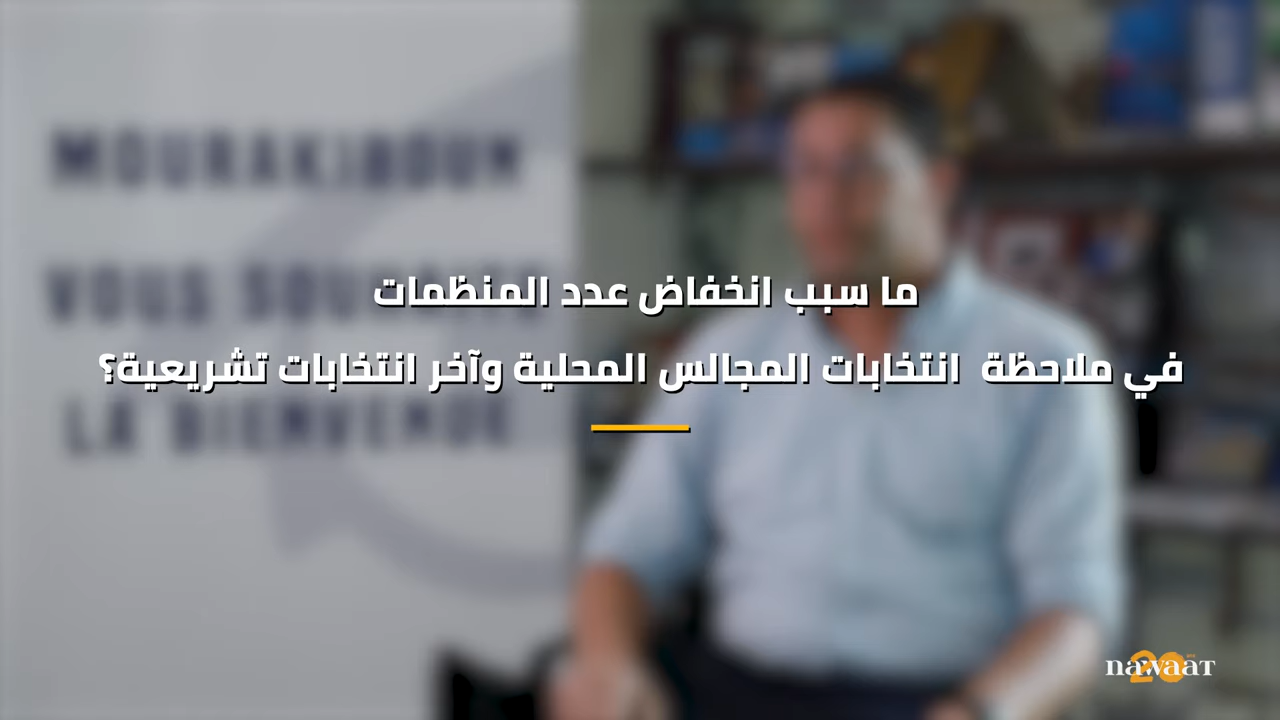 MOURAKIBOUN
VOUS SOUHAITE
LA BIENVENUE
ما سبب انخفاض عدد المنظمات
في ملاحظة انتخابات المجالس المحلية وآخر انتخابات تشريعية؟
nawaat
20